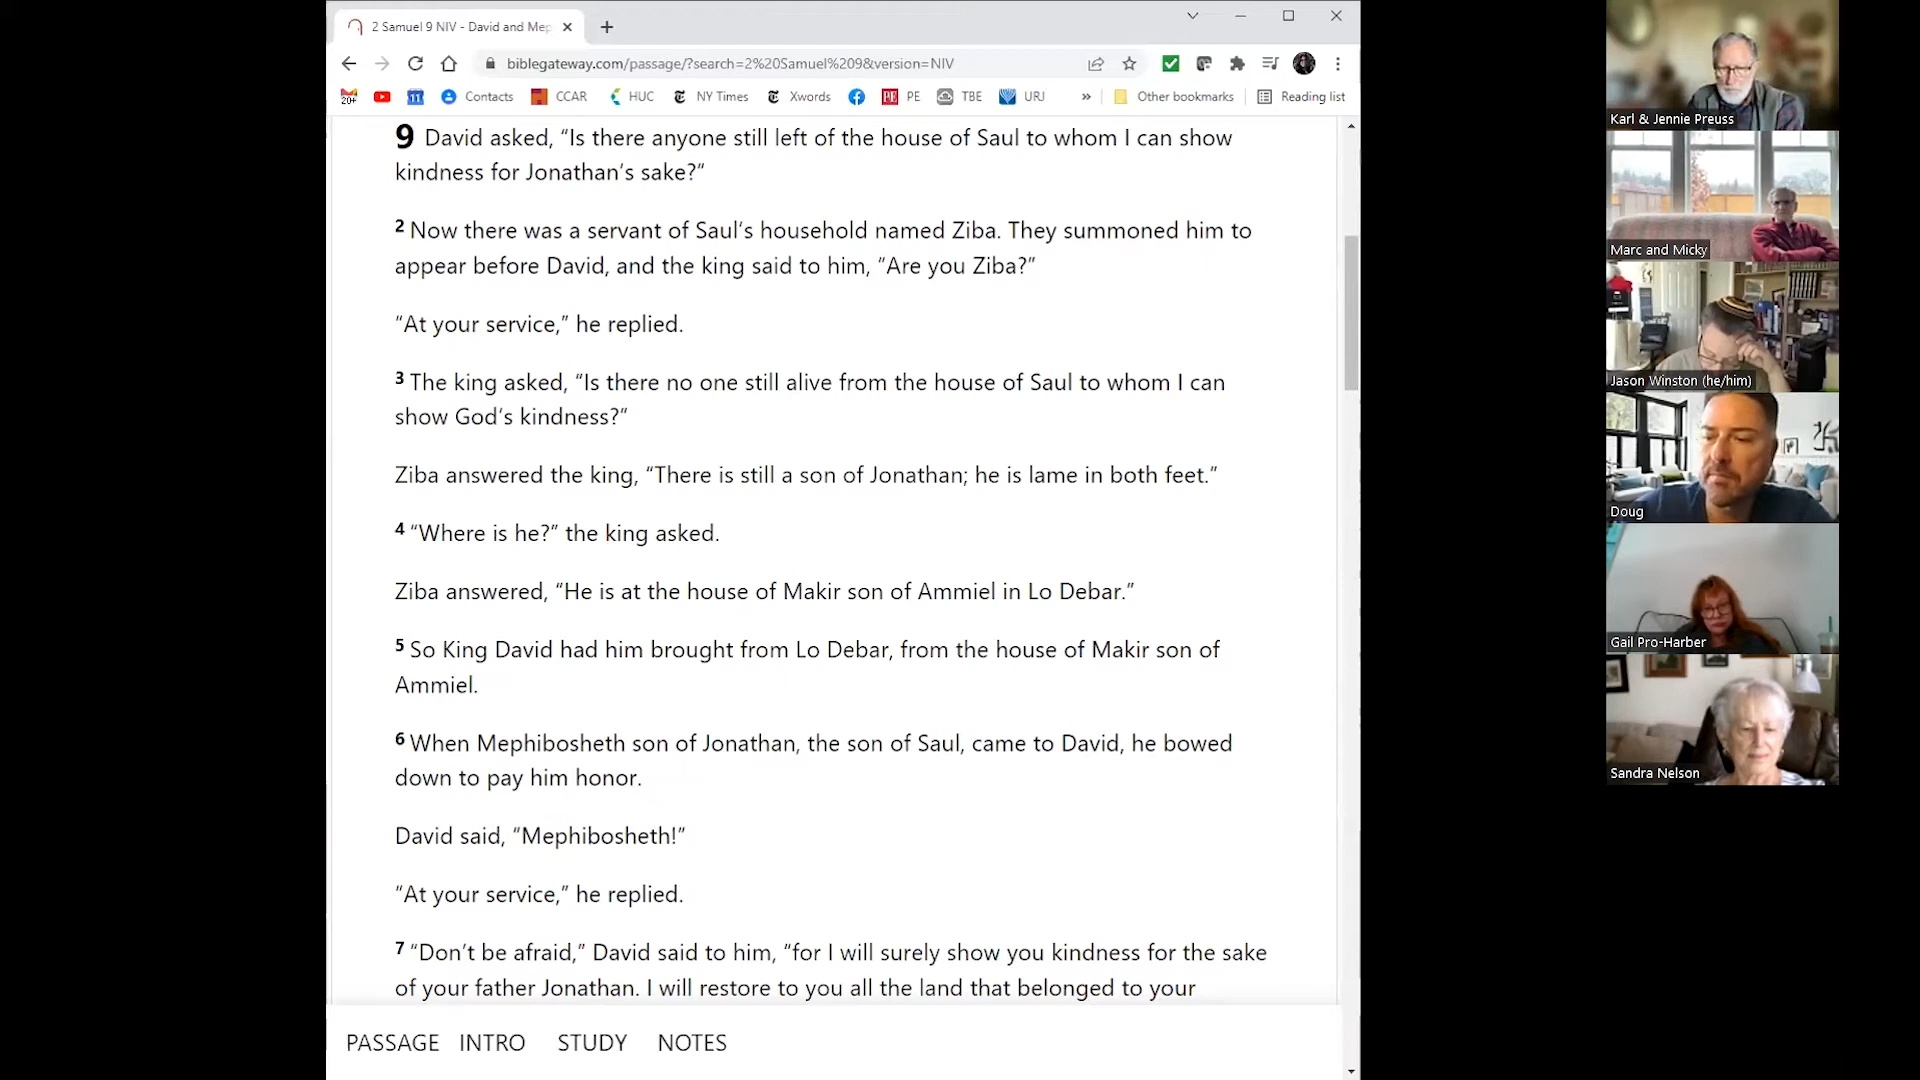 2 Samuel 9 NIV - David and Mep
biblegateway.com/passage/?search=2%20Samuel%209&version=NIV
20+
11
Contacts CCAR HUC NY Times Xwords PE PE TBE URJ » Other bookmarks Reading list
9 David asked, “Is there anyone still left of the house of Saul to whom I can show
kindness for Jonathan’s sake?”
2 Now there was a servant of Saul’s household named Ziba. They summoned him to
appear before David, and the king said to him, “Are you Ziba?”
“At your service,” he replied.
3 The king asked, “Is there no one still alive from the house of Saul to whom I can
show God’s kindness?”
Ziba answered the king, “There is still a son of Jonathan; he is lame in both feet.”
4 “Where is he?” the king asked.
Ziba answered, “He is at the house of Makir son of Ammiel in Lo Debar.”
5 So King David had him brought from Lo Debar, from the house of Makir son of
Ammiel.
6 When Mephibosheth son of Jonathan, the son of Saul, came to David, he bowed
down to pay him honor.
David said, “Mephibosheth!”
“At your service,” he replied.
7 “Don’t be afraid,” David said to him, “for I will surely show you kindness for the sake
of your father Jonathan. I will restore to you all the land that belonged to your
PASSAGE INTRO STUDY NOTES
Karl & Jennie Preuss
Marc and Micky
Jason Winston (he/him)
Doug
Gail Pro-Harber
Sandra Nelson